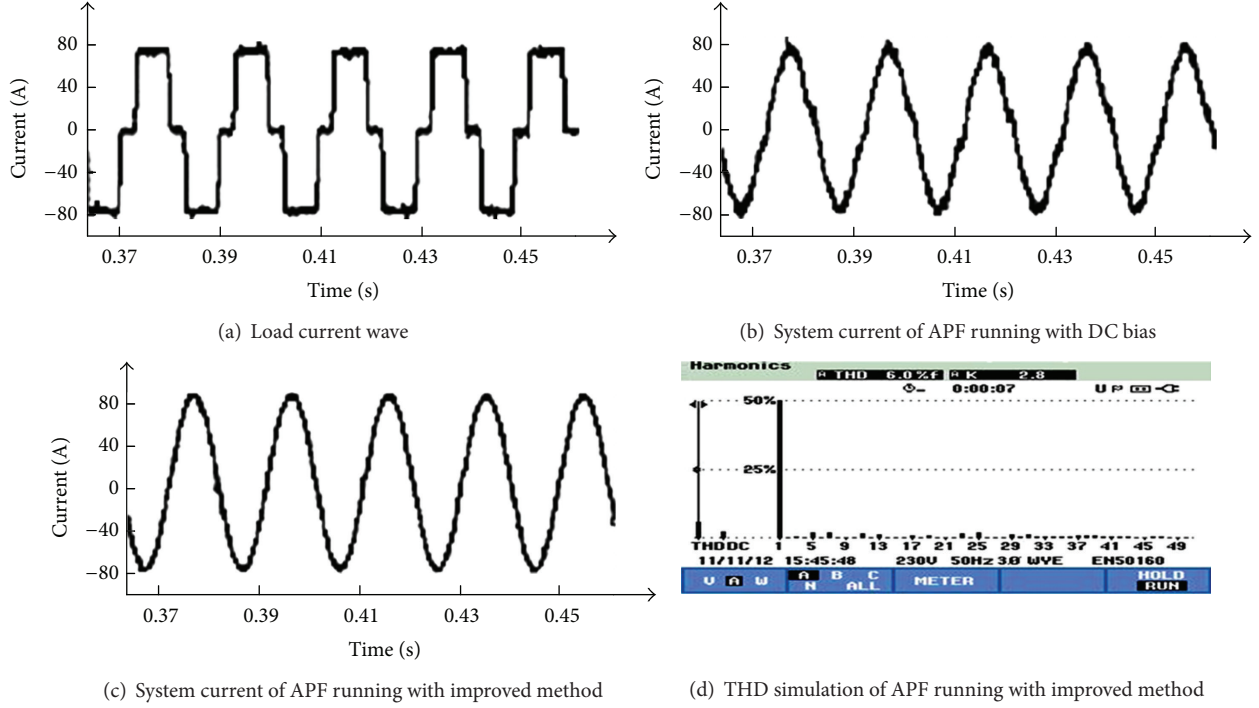 Current (A)
80
40
0
−40
−80
0.37 0.39 0.41 0.43 0.45
Time (s)
(a) Load current wave
Current (A)
80
40
0
−40
−80
0.37 0.39 0.41 0.43 0.45
Time (s)
(b) System current of APF running with DC bias
Current (A)
80
40
0
−40
−80
0.37 0.39 0.41 0.43 0.45
Time (s)
(c) System current of APF running with improved method
Harmonics
A THD 6.0%f A K 2.8
0:00:07 U P
50%
25%
THDDC 1 5 9 13 17 21 25 29 33 37 41 45 49
11/11/12 15:45:48 230V 50Hz 3Ø WYE EN50160
V A W A B C N ALL METER HOLD RUN
(d) THD simulation of APF running with improved method